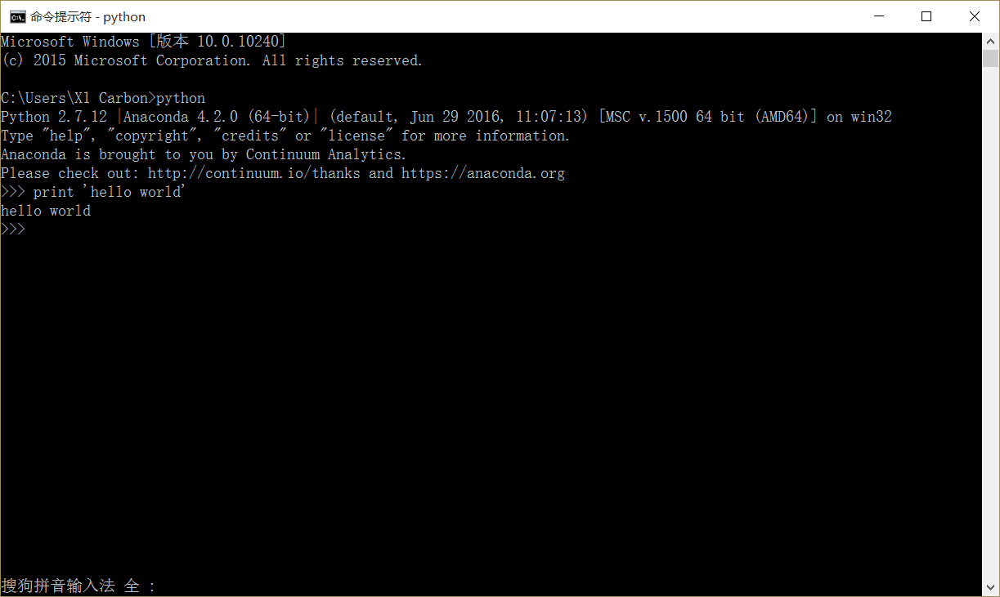 命令提示符 - python
Microsoft Windows [版本 10.0.10240]
(c) 2015 Microsoft Corporation. All rights reserved.
C:\Users\X1 Carbon>python
Python 2.7.12 |Anaconda 4.2.0 (64-bit)| (default, Jun 29 2016, 11:07:13) [MSC v.1500 64 bit (AMD64)] on win32
Type "help", "copyright", "credits" or "license" for more information.
Anaconda is brought to you by Continuum Analytics.
Please check out: http://continuum.io/thanks and https://anaconda.org
>>> print 'hello world'
hello world
>>>
搜狗拼音输入法 全 :